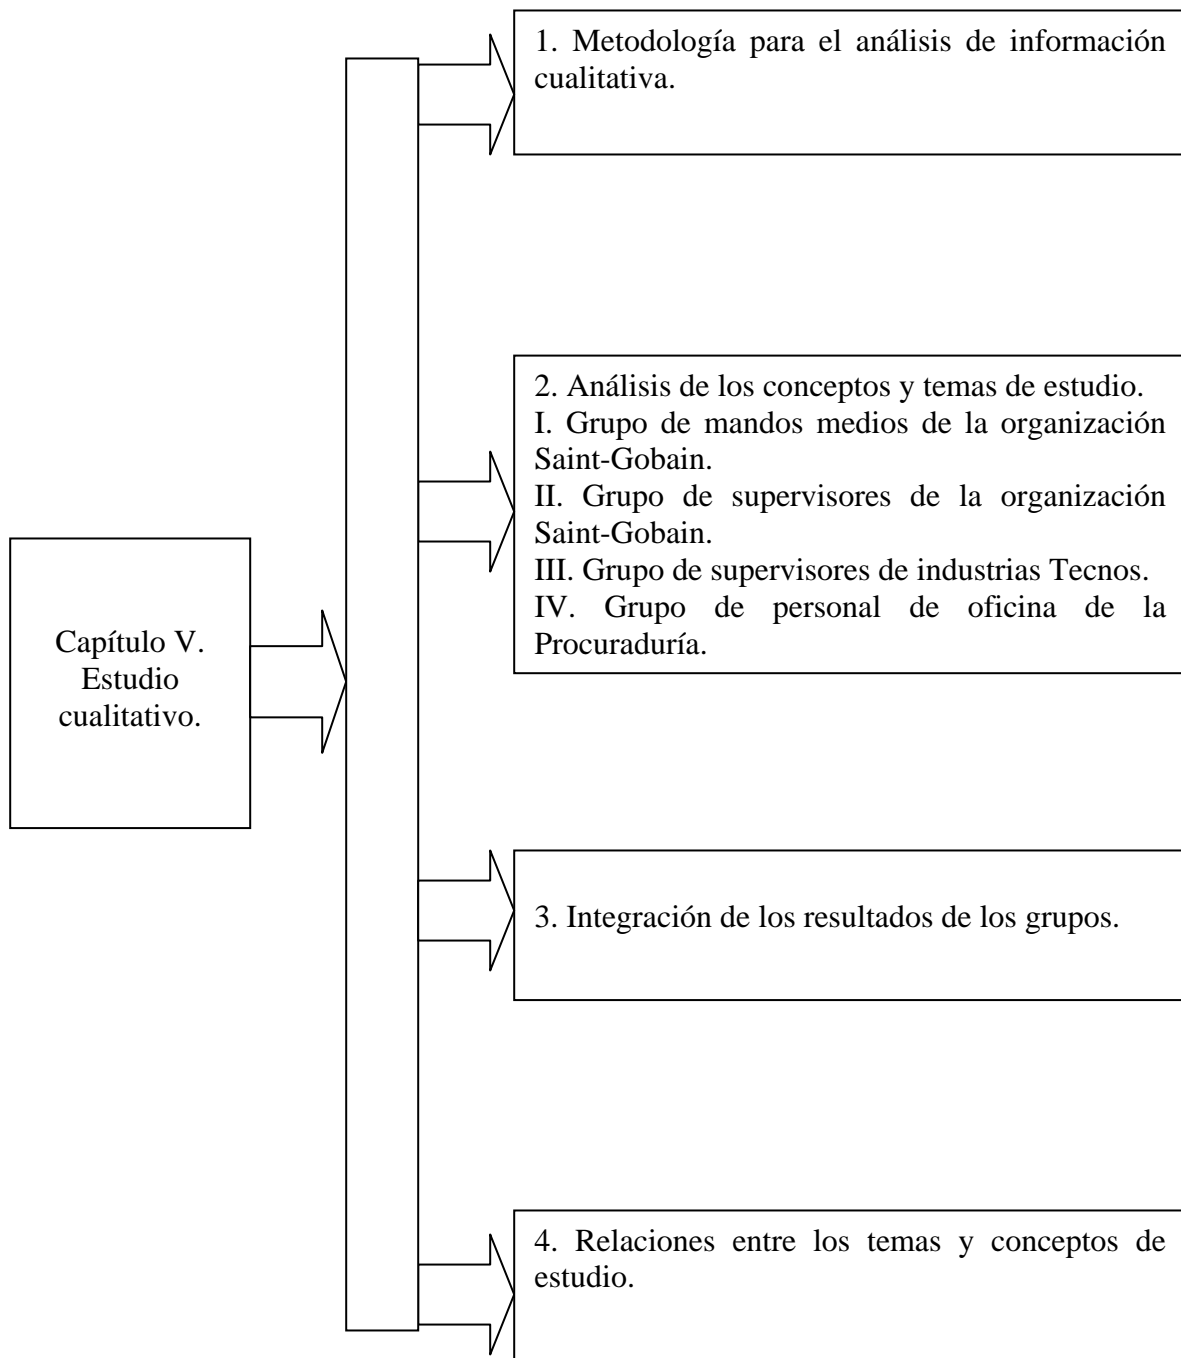 Capítulo V.
Estudio
cualitativo.
1. Metodología para el análisis de información
cualitativa.
2. Análisis de los conceptos y temas de estudio.
I. Grupo de mandos medios de la organización
Saint-Gobain.
II. Grupo de supervisores de la organización
Saint-Gobain.
III. Grupo de supervisores de industrias Tecnos.
IV. Grupo de personal de oficina de la
Procuraduría.
3. Integración de los resultados de los grupos.
4. Relaciones entre los temas y conceptos de
estudio.